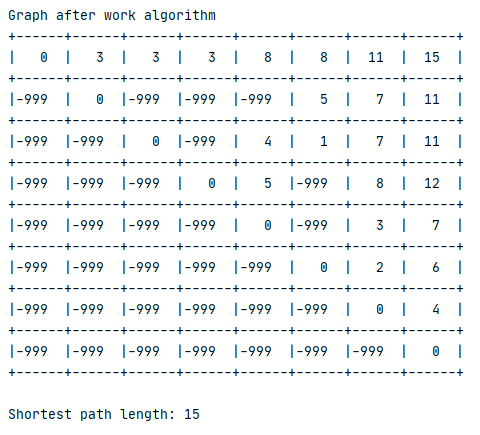 Graph after work algorithm
+------+------+------+------+------+------+------+------+
|   0  |   3  |   3  |   3  |   8  |   8  |  11  |  15  |
+------+------+------+------+------+------+------+------+
|-999  |   0  |-999  |-999  |-999  |   5  |   7  |  11  |
+------+------+------+------+------+------+------+------+
|-999  |-999  |   0  |-999  |   4  |   1  |   7  |  11  |
+------+------+------+------+------+------+------+------+
|-999  |-999  |-999  |   0  |   5  |-999  |   8  |  12  |
+------+------+------+------+------+------+------+------+
|-999  |-999  |-999  |-999  |   0  |-999  |   3  |   7  |
+------+------+------+------+------+------+------+------+
|-999  |-999  |-999  |-999  |-999  |   0  |   2  |   6  |
+------+------+------+------+------+------+------+------+
|-999  |-999  |-999  |-999  |-999  |-999  |   0  |   4  |
+------+------+------+------+------+------+------+------+
|-999  |-999  |-999  |-999  |-999  |-999  |-999  |   0  |
+------+------+------+------+------+------+------+------+
Shortest path length: 15